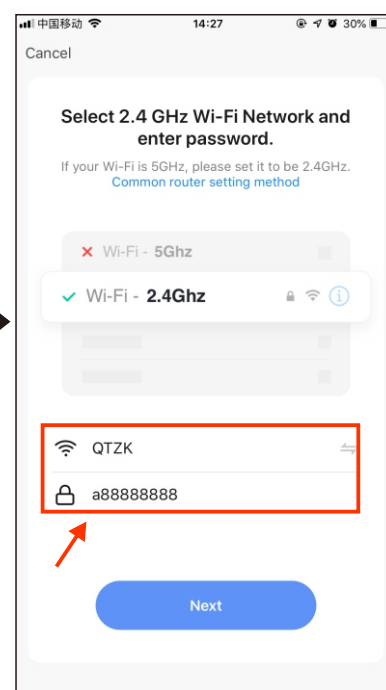 中国移动 14:27 30%
Cancel
Select 2.4 GHz Wi-Fi Network and
enter password.
If your Wi-Fi is 5GHz, please set it to be 2.4GHz.
Common router setting method
Wi-Fi - 5Ghz
Wi-Fi - 2.4Ghz
QTZK
a88888888
Next